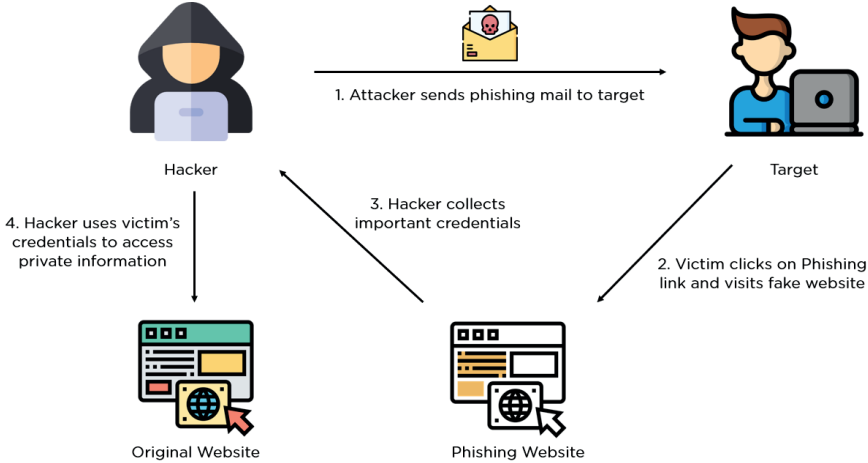 1. Attacker sends phishing mail to target
Hacker
Target
4. Hacker uses victim's
credentials to access
private information
3. Hacker collects
important credentials
2. Victim clicks on Phishing
link and visits fake website
Original Website
Phishing Website